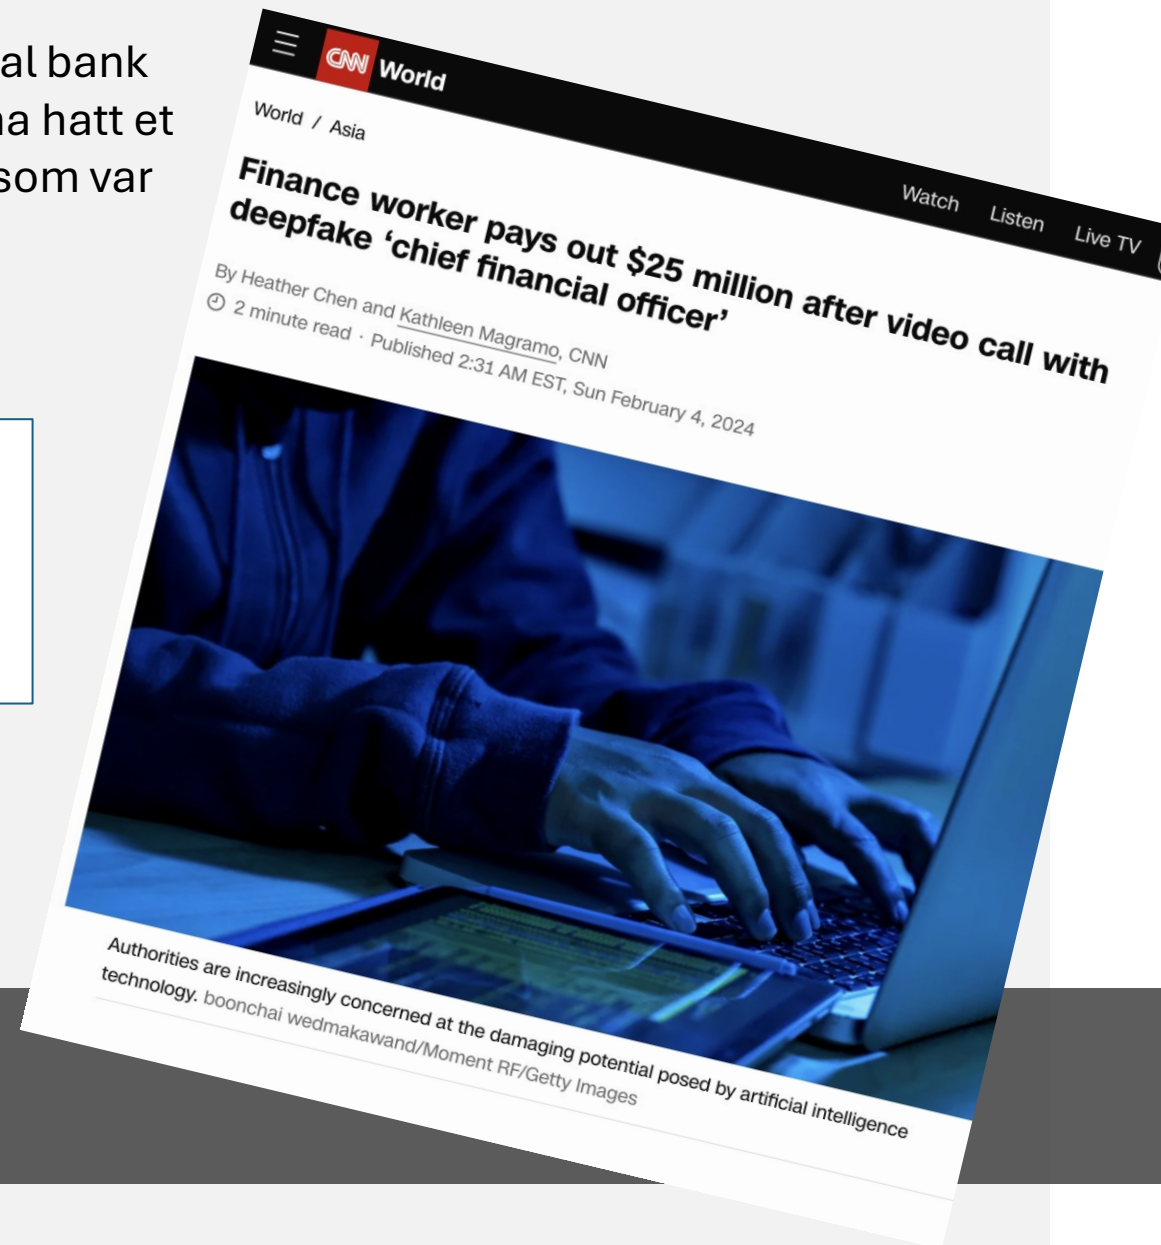 al bank
ha hatt et
som var
CNN World
Watch Listen Live TV
World / Asia
Finance worker pays out $25 million after video call with
deepfake ‘chief financial officer’
By Heather Chen and Kathleen Magramo, CNN
2 minute read · Published 2:31 AM EST, Sun February 4, 2024
Authorities are increasingly concerned at the damaging potential posed by artificial intelligence
technology. boonchai wedmakawand/Moment RF/Getty Images